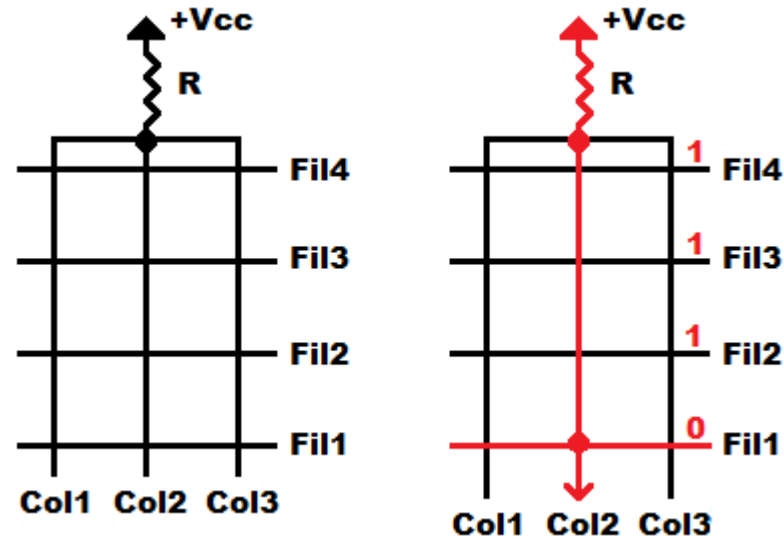 +Vcc
R
Fil4
Fil3
Fil2
Fil1
Col1 Col2 Col3
+Vcc
R
1 Fil4
1 Fil3
1 Fil2
0 Fil1
Col1 Col2 Col3